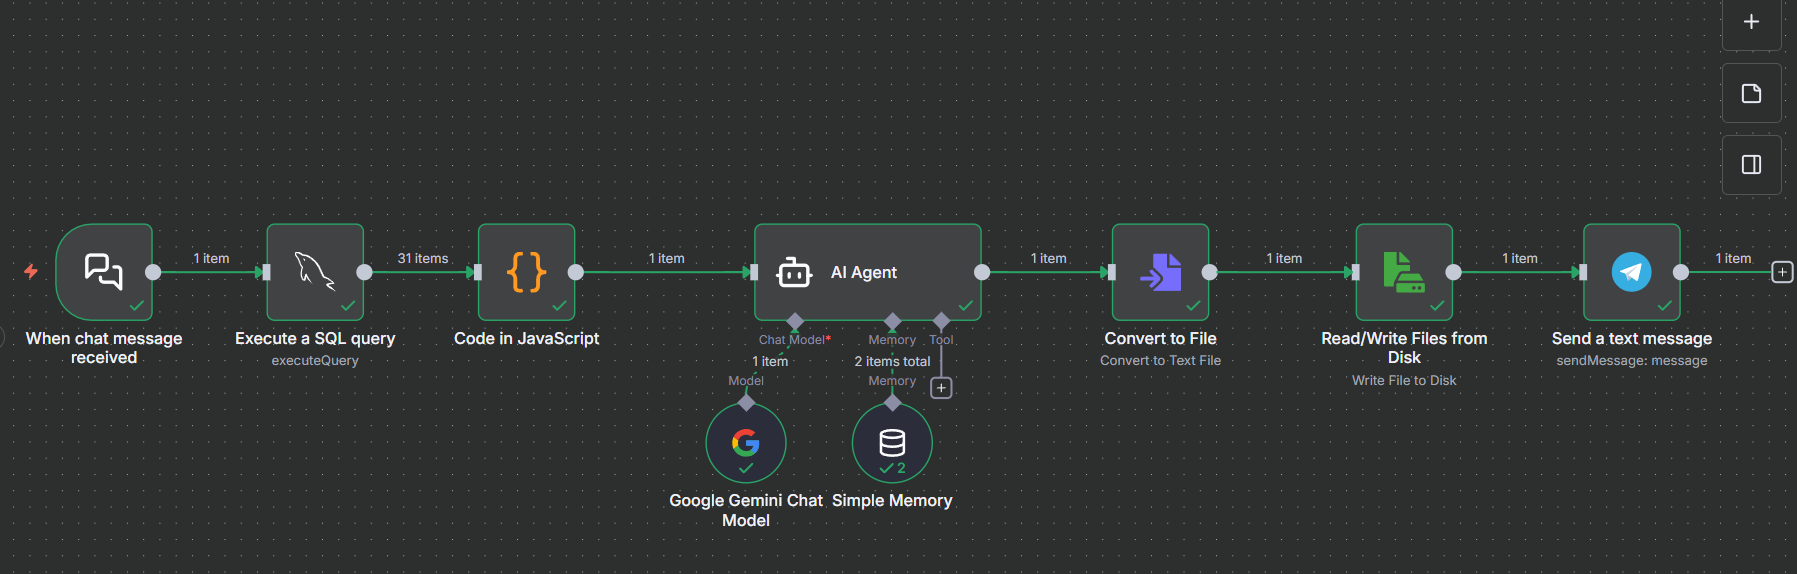 1 item
31 items
1 item
1 item
1 item
1 item
1 item
AI Agent
When chat message
received
Execute a SQL query
executeQuery
Code in JavaScript
Chat Model*
Memory
Tool
1 item
2 items total
Model
Memory
2
Google Gemini Chat
Model
Simple Memory
Convert to File
Convert to Text File
Read/Write Files from
Disk
Write File to Disk
Send a text message
sendMessage: message